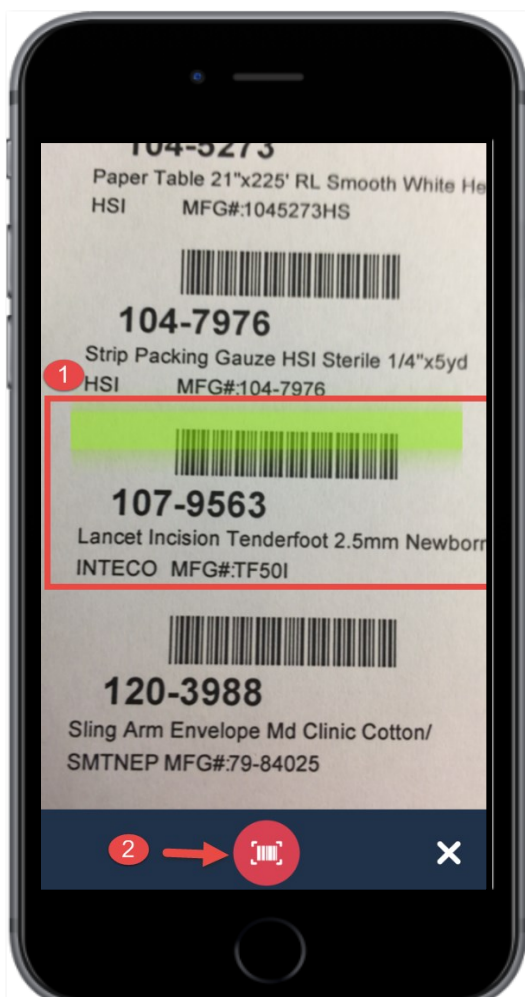 104-5273
Paper Table 21"x225' RL Smooth White He
HSI MFG#:1045273HS
104-7976
Strip Packing Gauze HSI Sterile 1/4"x5yd
1
HSI MFG#:104-7976
107-9563
Lancet Incision Tenderfoot 2.5mm Newborn
INTECO MFG#:TF50I
120-3988
Sling Arm Envelope Md Clinic Cotton/
SMTNEP MFG#:79-84025
2